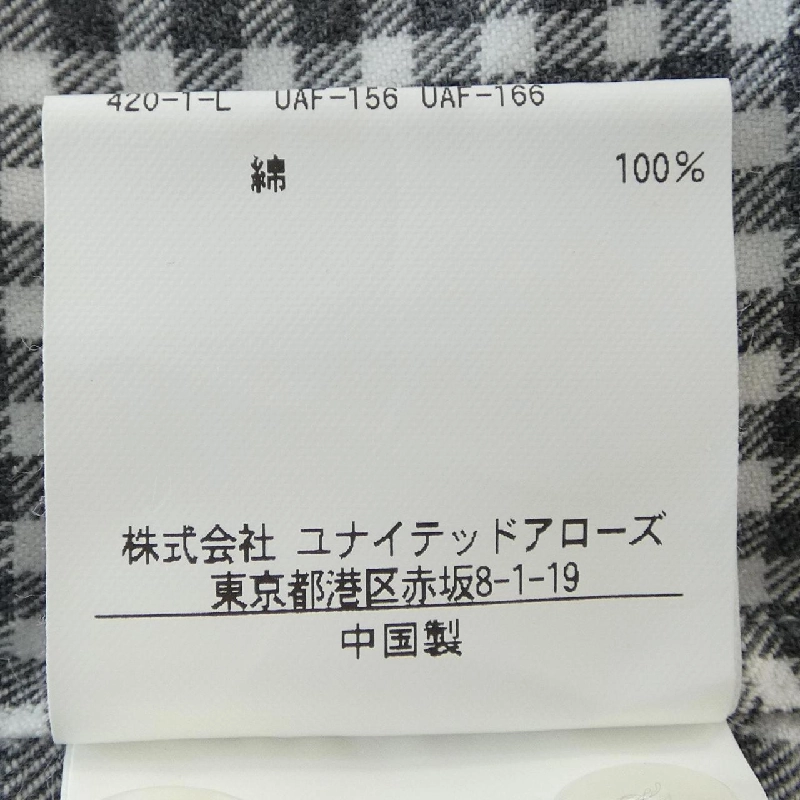 420-1-L UAF-156 UAF-166
綿 100%
株式会社 ユナイテッドアローズ
東京都港区赤坂8-1-19
中国製